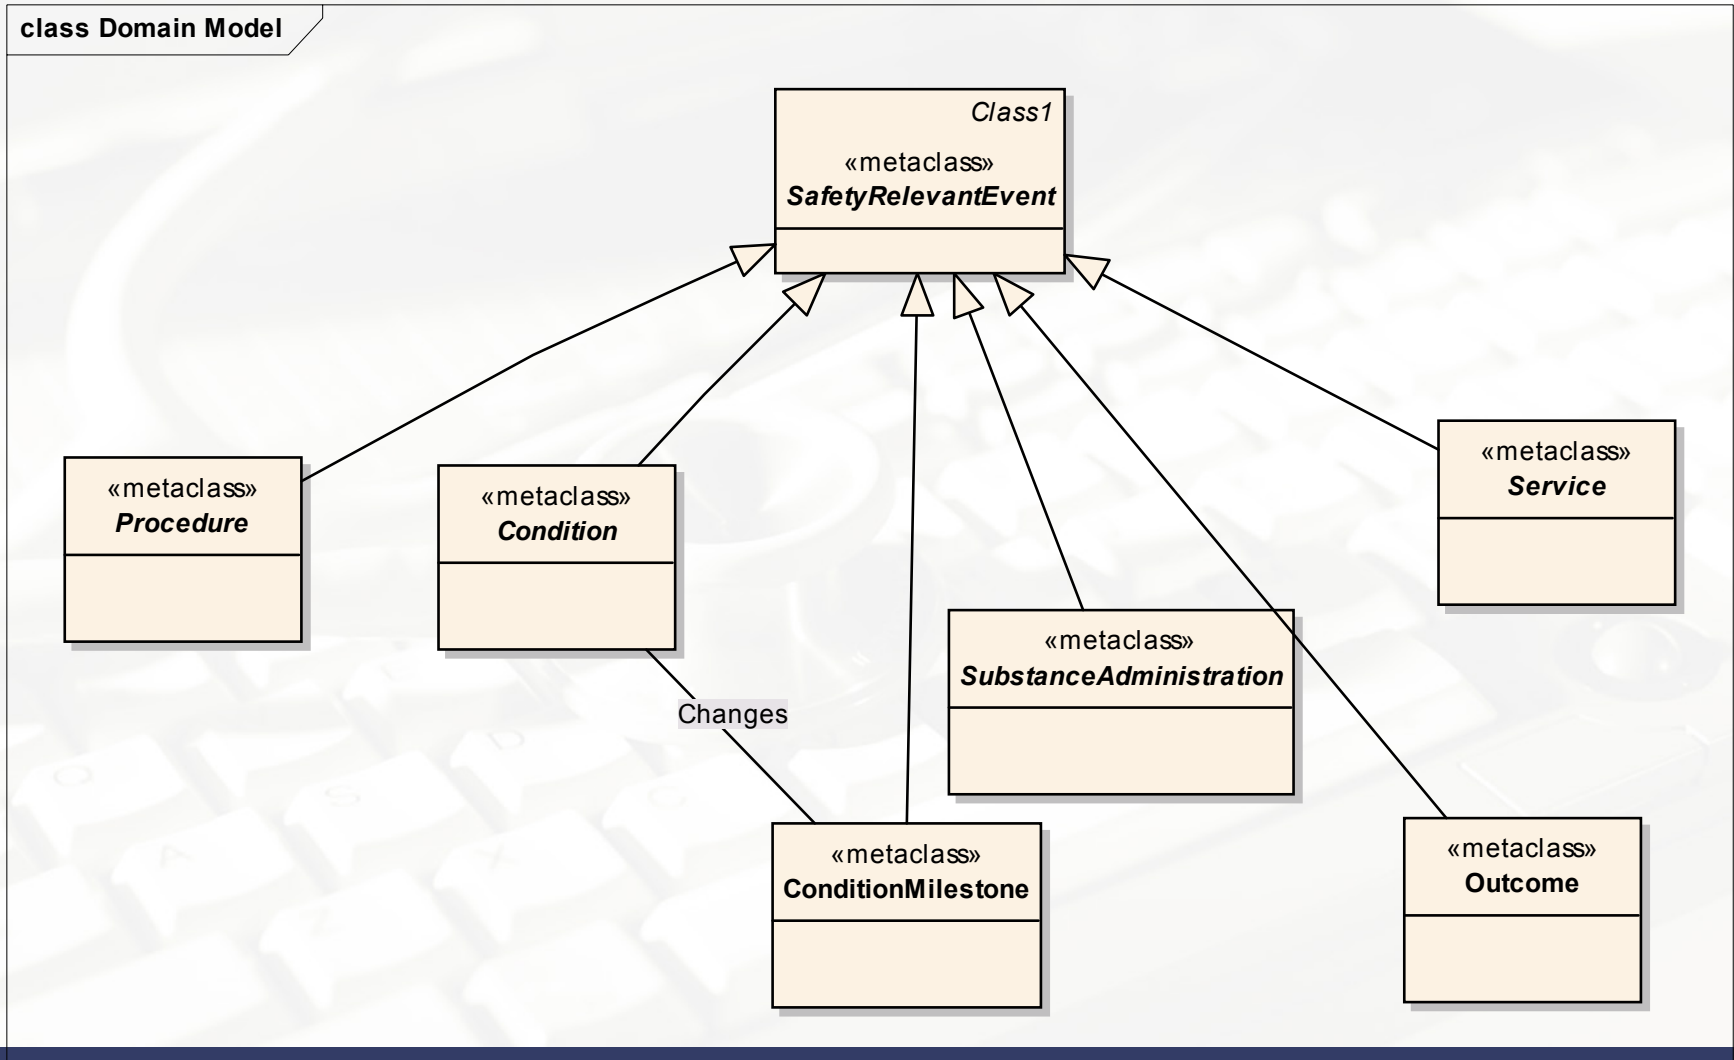 class Domain Model
Class1
«metaclass»
SafetyRelevantEvent
«metaclass»
Procedure
«metaclass»
Condition
«metaclass»
Service
«metaclass»
SubstanceAdministration
Changes
«metaclass»
ConditionMilestone
«metaclass»
Outcome